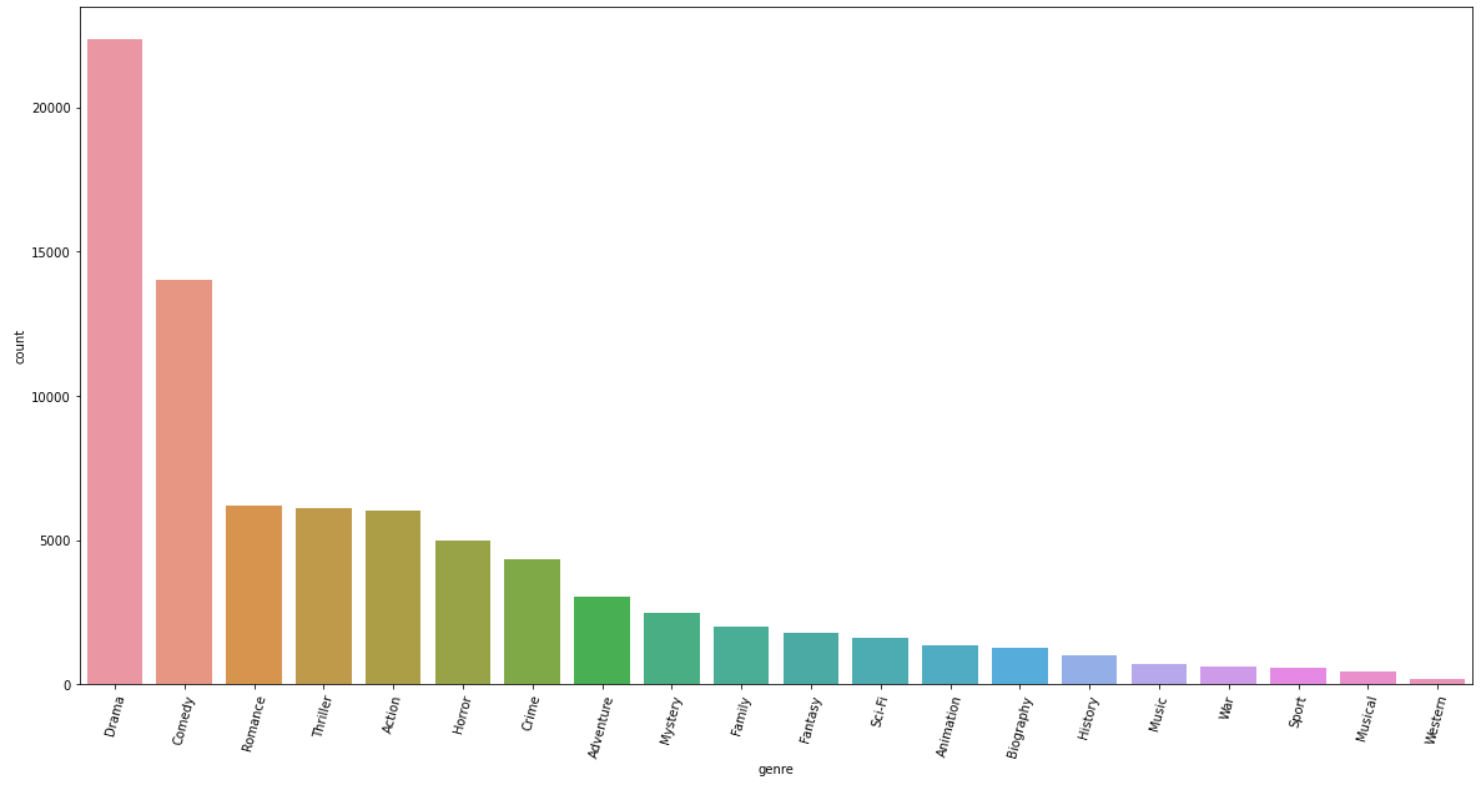 20000
15000
10000
5000
0
count
Drama
Comedy
Romance
Thriller
Action
Horror
Crime
Adventure
Mystery
Family
Fantasy
Sci-Fi
Animation
Biography
History
Music
War
Sport
Musical
Western
genre